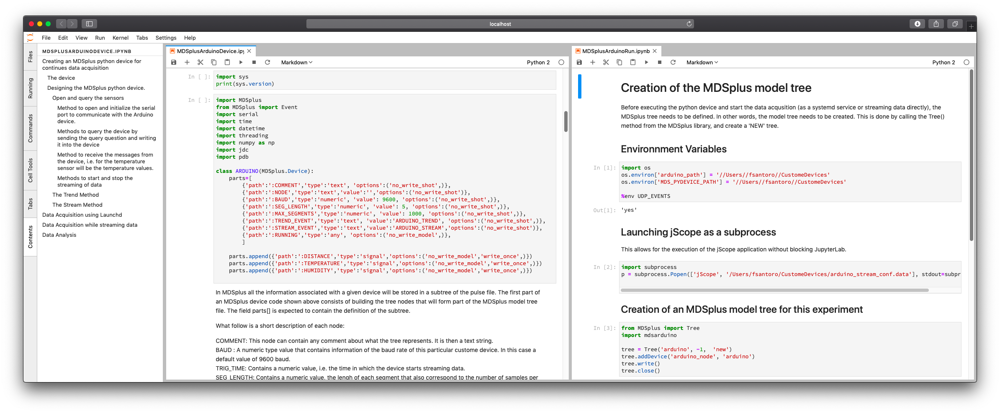 localhost
File Edit View Run Kernel Tabs Settings Help
Files
Running
Commands
Cell Tools
Tabs
Contents
MDSPLUSARDUINODEVICE.IPYNB
Creating an MDSplus python device for
continues data acquisition
The device
Designing the MDSplus python device.
Open and query the sensors
Method to open and initialize the serial
port to communicate with the Arduino
device.
Methods to query the device by
sending the query question and writing
it into the device
Method to receive the messages from
the device, i.e. for the temperature
sensor will be the temperature values.
Methods to start and stop the
streaming of data
The Trend Method
The Stream Method
Data Acquisition using Launchd
Data Acquisition while streaming data
Data Analysis
MDSplusArduinoDevice.ipy
Markdown Python 2
In [ ]: import sys
print(sys.version)
In [ ]: import MDSplus
from MDSplus import Event
import serial
import time
import datetime
import threading
import numpy as np
import jdc
import pdb
class ARDUINO(MDSplus.Device):
parts=[
{'path':':COMMENT','type':'text', 'options':('no_write_shot',)},
{'path':':NODE','type':'text','value':'','options':('no_write_shot')},
{'path':':BAUD','type':'numeric', 'value': 9600, 'options':('no_write_shot',)},
{'path':':SEG_LENGTH','type':'numeric', 'value': 5, 'options':('no_write_shot',)},
{'path':':MAX_SEGMENTS','type':'numeric', 'value': 1000, 'options':('no_write_shot',)},
{'path':':TREND_EVENT','type':'text', 'value':'ARDUINO_TREND', 'options':('no_write_shot',)},
{'path':':STREAM_EVENT','type':'text','value':'ARDUINO_STREAM','options':('no_write_shot')},
{'path':':RUNNING','type':'any', 'options':('no_write_model',)},
]
parts.append({'path':':DISTANCE','type':'signal','options':('no_write_model','write_once',)})
parts.append({'path':':TEMPERATURE','type':'signal','options':('no_write_model','write_once',)})
parts.append({'path':':HUMIDITY','type':'signal','options':('no_write_model','write_once',)})
In MDSplus all the information associated with a given device will be stored in a subtree of the pulse file. The first part of
an MDSplus device code shown above consists of building the tree nodes that will form part of the MDSplus model tree
file. The field parts[] is expected to contain the definition of the subtree.
What follow is a short description of each node:
COMMENT: This node can contain any comment about what the tree represents. It is then a text string.
BAUD : A numeric type value that contains information of the baud rate of this particular custome device. In this case a
default value of 9600 baud.
TRIG_TIME: Contains a numeric value, i.e. the time in which the device starts streaming data.
SEG_LENGTH: Contains a numeric value, the lengh of each segment that also correspond to the number of samples per
MDSplusArduinoRun.ipynb
Markdown Python 2
Creation of the MDSplus model tree
Before executing the python device and start the data acqusition (as a systemd service or streaming data directly), the
MDSplus tree needs to be defined. In other words, the model tree needs to be created. This is done by calling the Tree()
method from the MDSplus library, and create a 'NEW' tree.
Environnment Variables
In [1]: import os
os.environ['arduino_path'] = '//Users//fsantoro//CustomeDevices'
os.environ['MDS_PYDEVICE_PATH'] = '//Users//fsantoro//CustomeDevices'
%env UDP_EVENTS
Out[1]: 'yes'
Launching jScope as a subprocess
This allows for the execution of the jScope application without blocking JupyterLab.
In [2]: import subprocess
p = subprocess.Popen(['jScope', '/Users/fsantoro/CustomeDevices/arduino_stream_conf.data'], stdout=subpr
Creation of an MDSplus model tree for this experiment
In [3]: from MDSplus import Tree
import mdsarduino
tree = Tree('arduino', -1, 'new')
tree.addDevice('arduino_node', 'arduino')
tree.write()
tree.close()